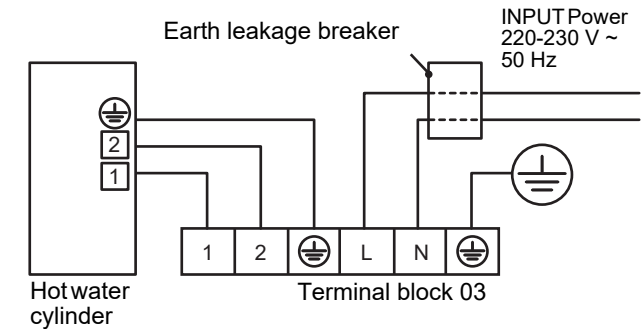 Earth leakage breaker
INPUT Power
220-230 V ~
50 Hz
2
1
1 2 L N
Hot water
cylinder
Terminal block 03